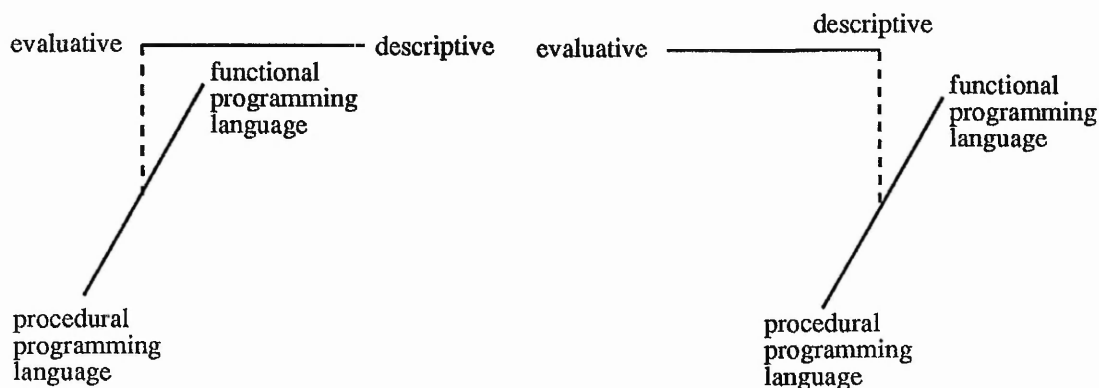 evaluative
descriptive
functional
programming
language
procedural
programming
language
descriptive
evaluative
functional
programming
language
procedural
programming
language